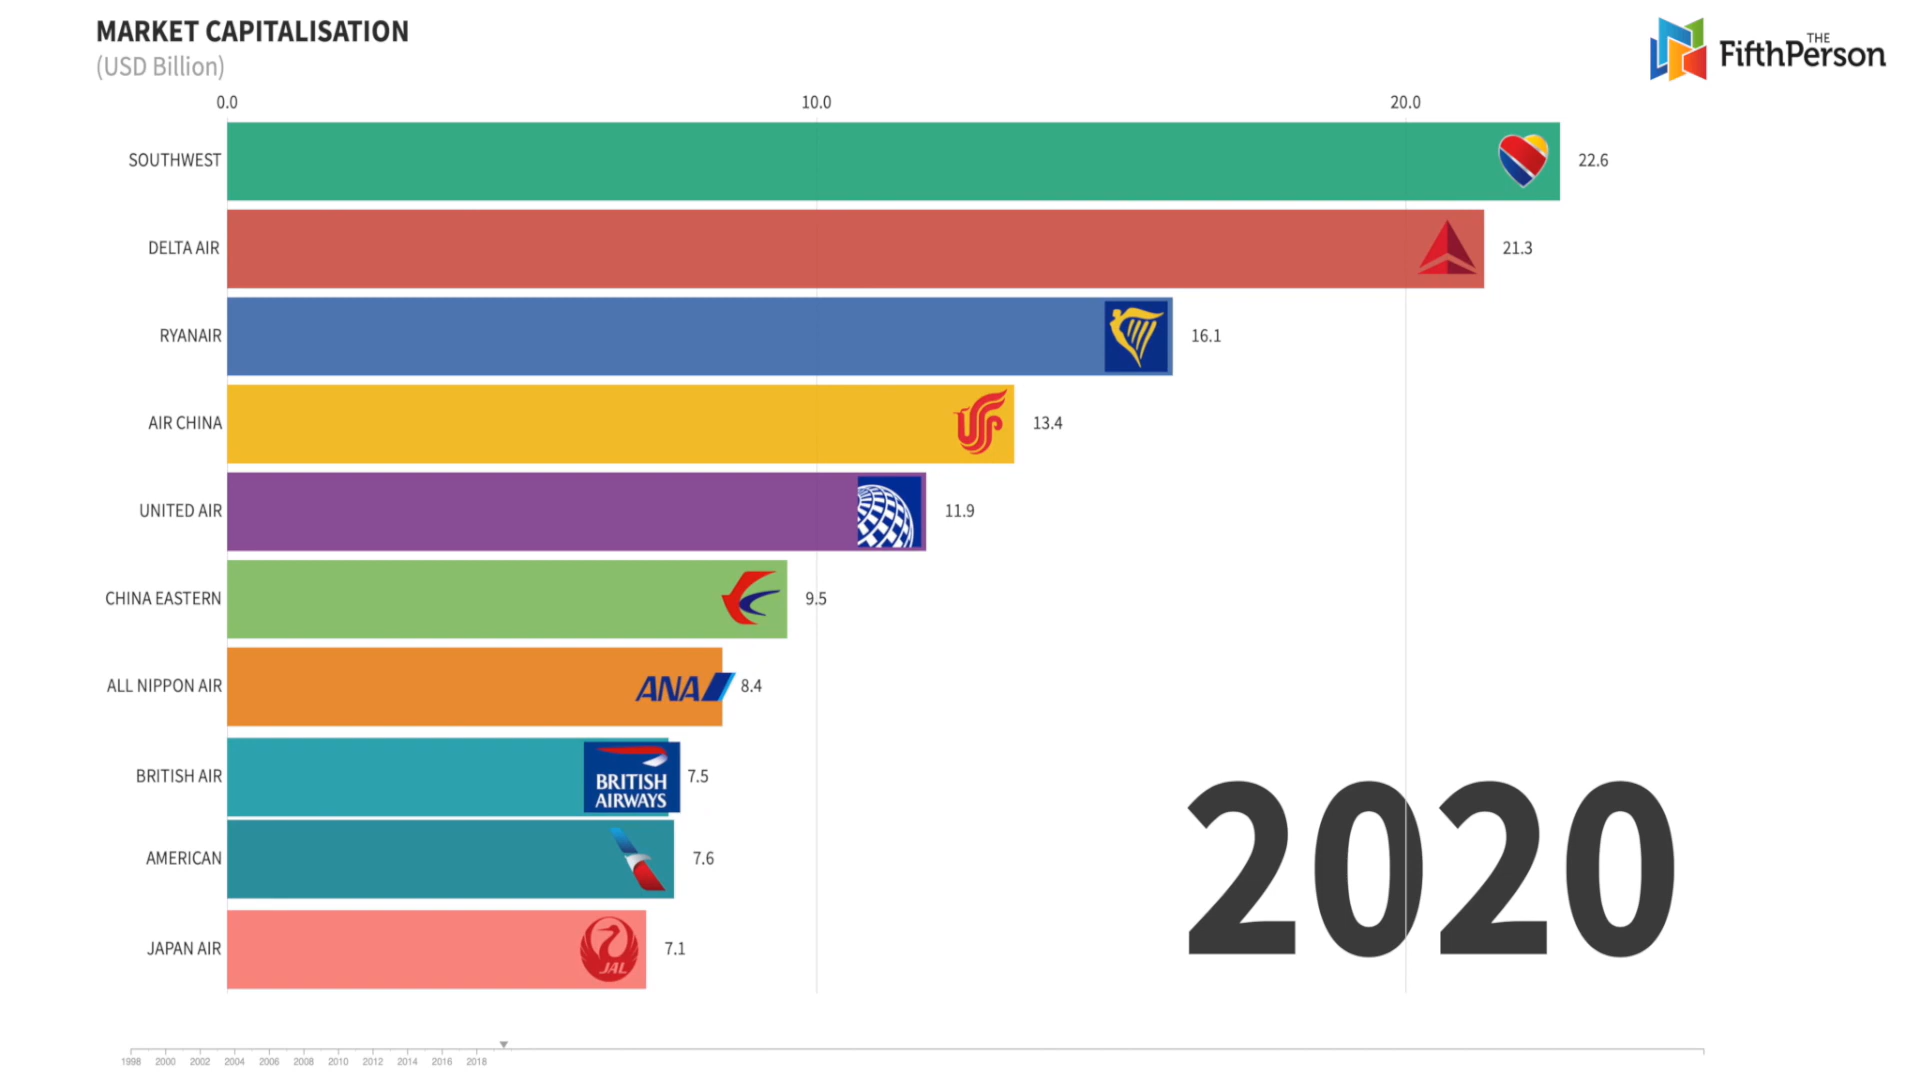 MARKET CAPITALISATION
(USD Billion)
THE
FifthPerson
0.0 10.0 20.0
SOUTHWEST 22.6
DELTA AIR 21.3
RYANAIR 16.1
AIR CHINA 13.4
UNITED AIR 11.9
CHINA EASTERN 9.5
ALL NIPPON AIR ANA 8.4
BRITISH AIR BRITISH AIRWAYS 7.5
AMERICAN 7.6
JAPAN AIR JAL 7.1
2020
1998 2000 2002 2004 2006 2008 2010 2012 2014 2016 2018